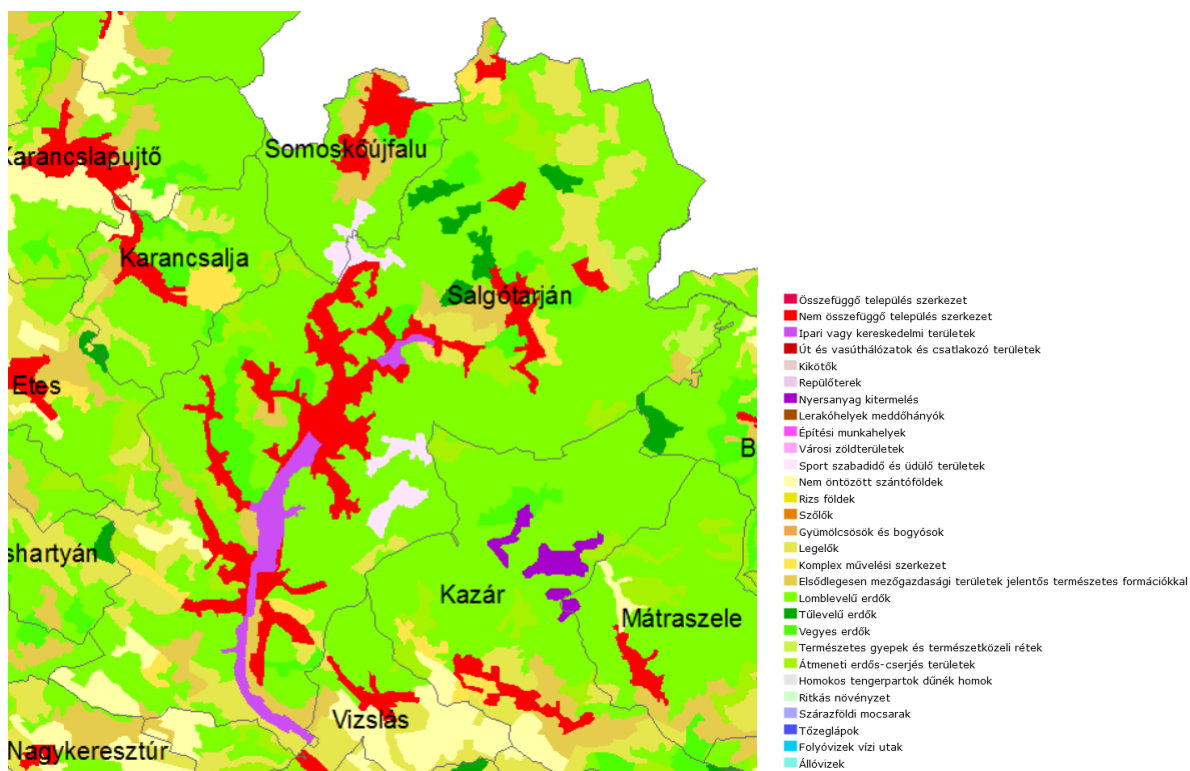 Somoskőújfalu
Karancslapujtő
Karancsalja
Salgótarján
Etes
B
shartyán
Kazár
Mátraszele
Vizslás
Nagykeresztúr
Összefüggő település szerkezet
Nem összefüggő település szerkezet
Ipari vagy kereskedelmi területek
Út és vasúthálózatok és csatlakozó területek
Kikötők
Repülőterek
Nyersanyag kitermelés
Lerakóhelyek meddőhányók
Építési munkahelyek
Városi zöldterületek
Sport szabadidő és üdülő területek
Nem öntözött szántóföldek
Rizs földek
Szőlők
Gyümölcsösök és bogyósok
Legelők
Komplex művelési szerkezet
Elsődlegesen mezőgazdasági területek jelentős természetes formációkkal
Lomblevelű erdők
Tűlevelű erdők
Vegyes erdők
Természetes gyepek és természetközeli rétek
Átmeneti erdős-cserjés területek
Homokos tengerpartok dűnék homok
Ritkás növényzet
Szárazföldi mocsarak
Tőzeglápok
Folyóvizek vízi utak
Állóvizek